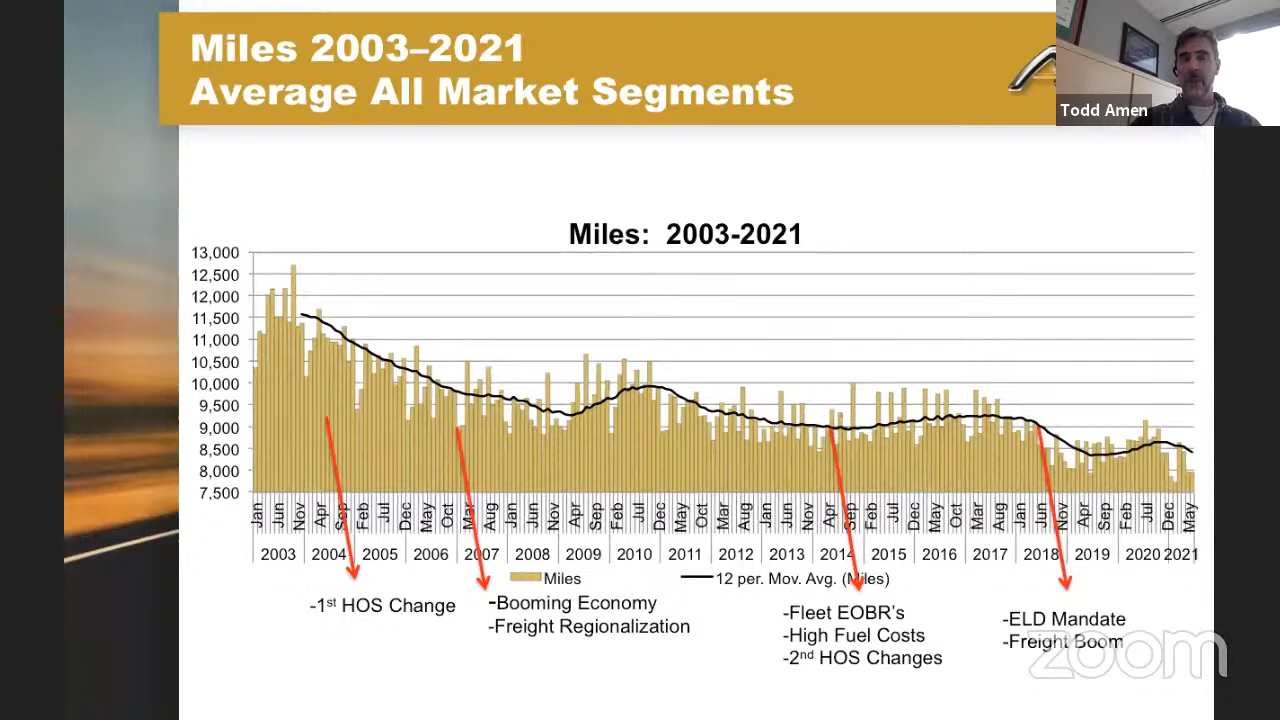 Miles 2003–2021
Average All Market Segments
Todd Amen
Miles: 2003-2021
13,000
12,500
12,000
11,500
11,000
10,500
10,000
9,500
9,000
8,500
8,000
7,500
Jan Jun Nov Apr Sep Feb Jul Dec May Oct Mar Aug Jan Jun Nov Apr Sep Feb Jul Dec May Oct Mar Aug Jan Jun Nov Apr Sep Feb Jul Dec May Oct Mar Aug Jan Jun Nov Apr Sep Feb Jul Dec May
2003 2004 2005 2006 2007 2008 2009 2010 2011 2012 2013 2014 2015 2016 2017 2018 2019 2020 2021
Miles
12 per. Mov. Avg. (Miles)
-1st HOS Change
-Booming Economy
-Freight Regionalization
-Fleet EOBR's
-High Fuel Costs
-2nd HOS Changes
-ELD Mandate
-Freight Boom
zoom